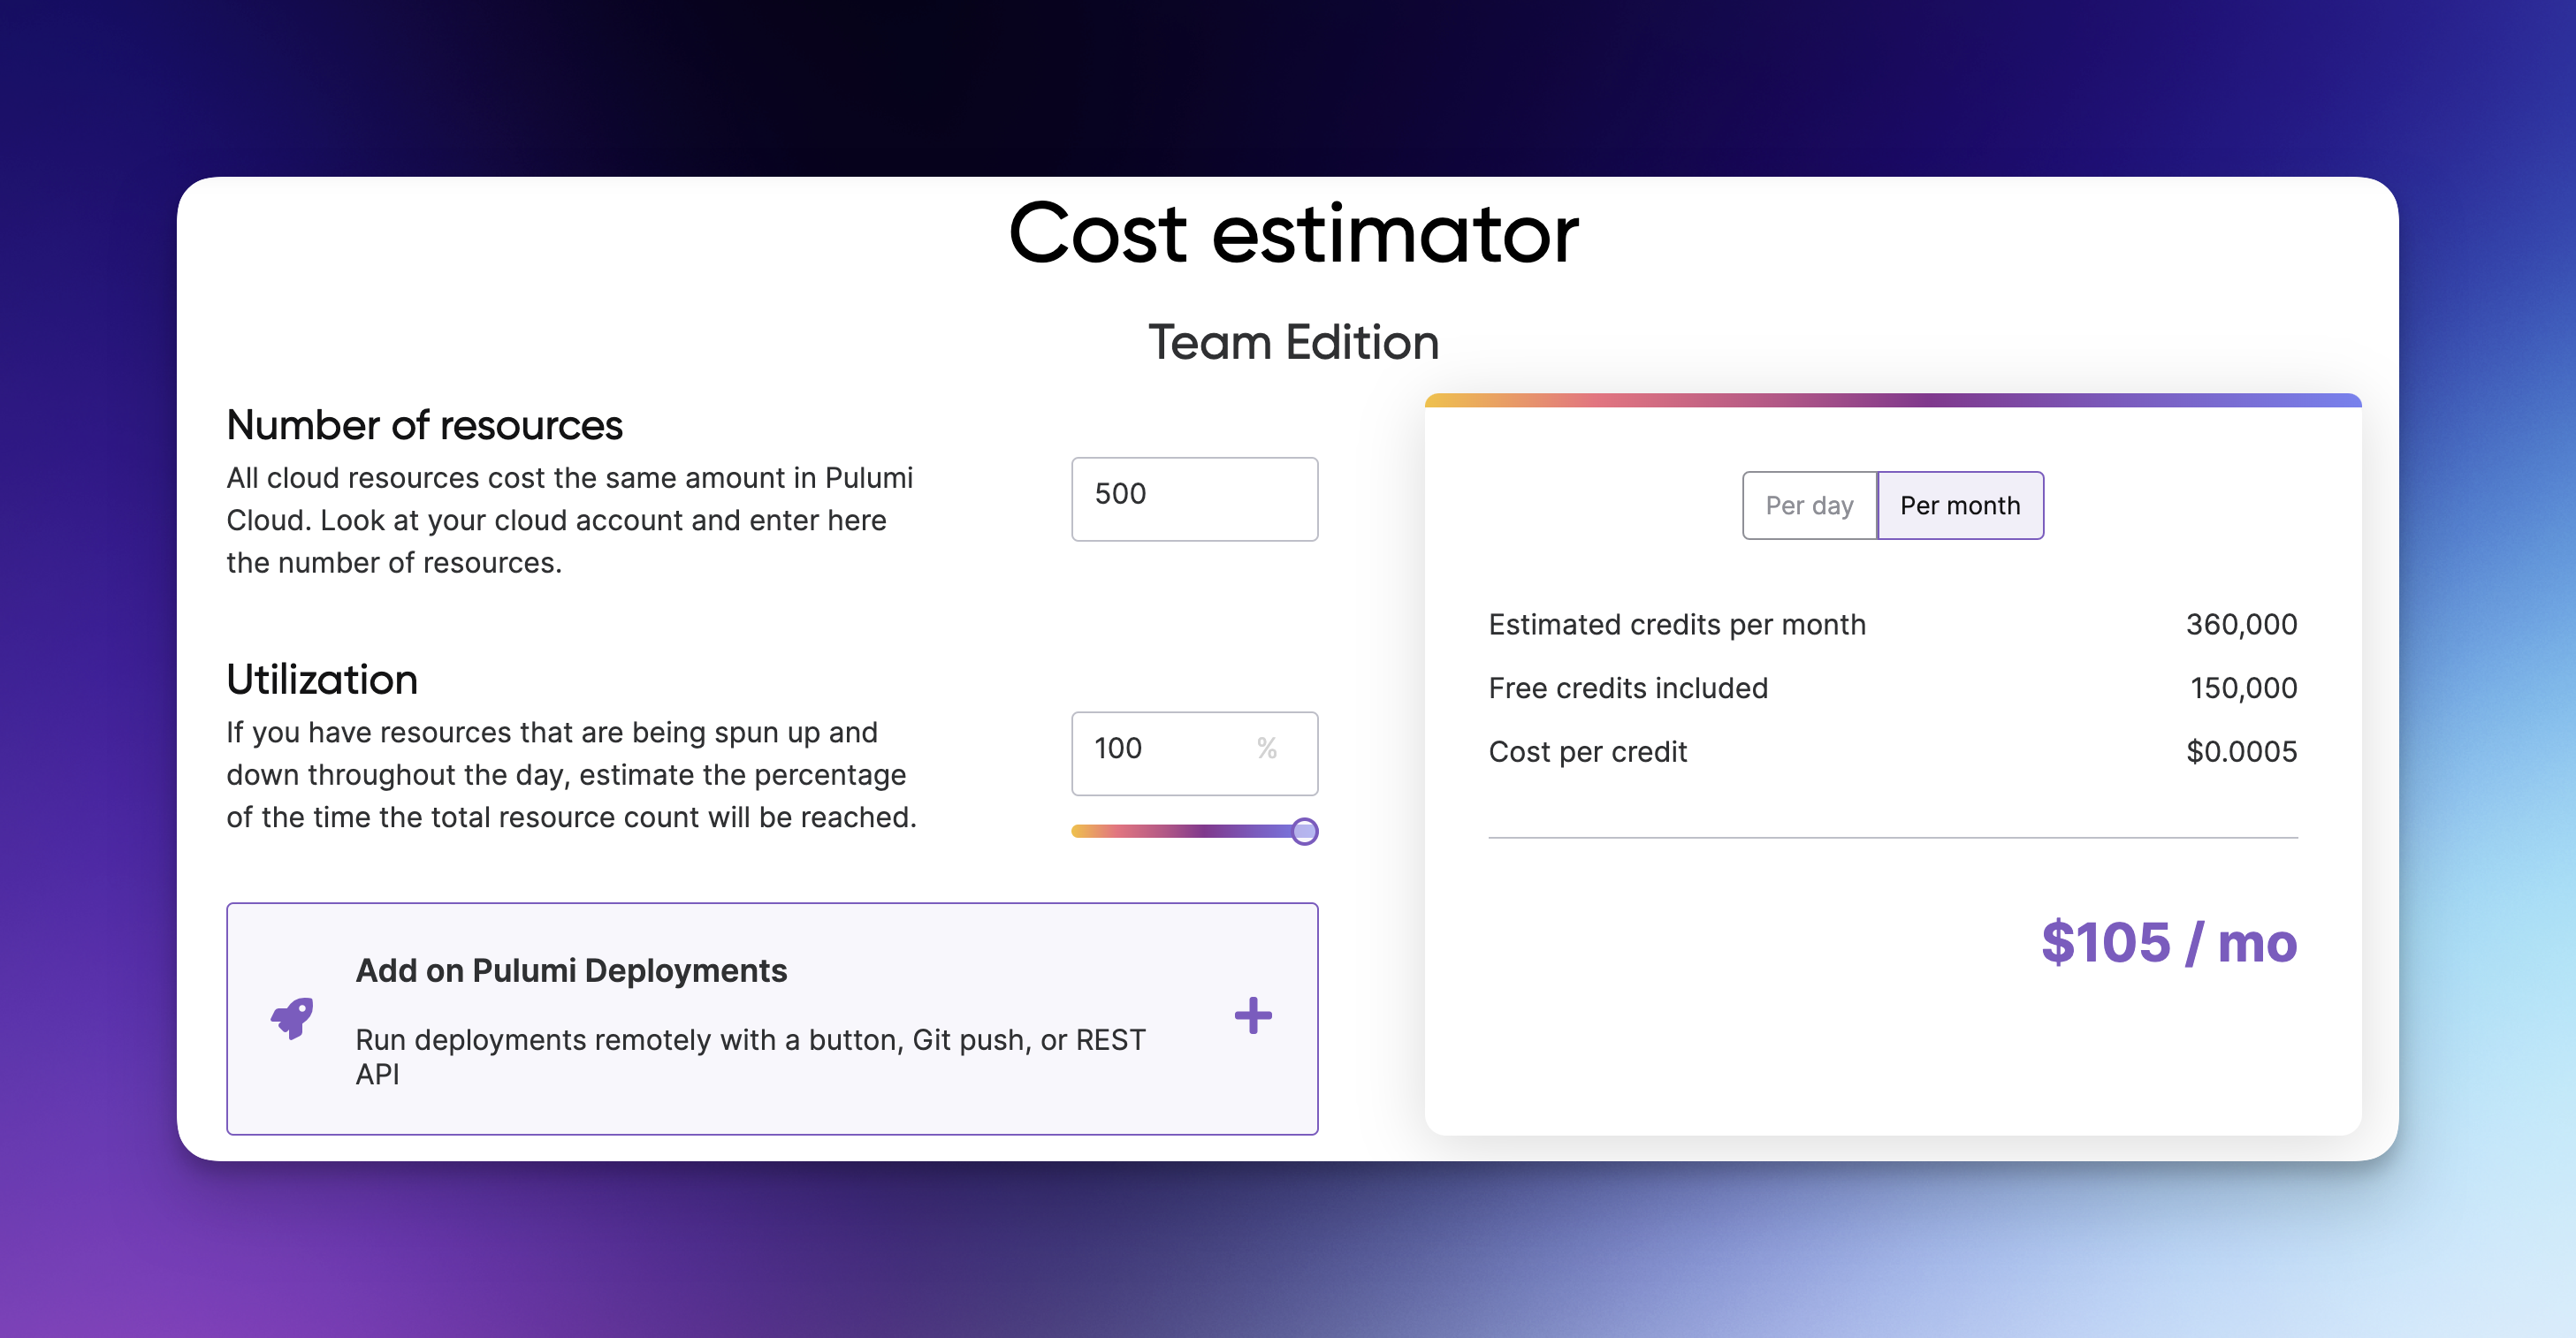 Cost estimator
Team Edition
Number of resources
All cloud resources cost the same amount in Pulumi
Cloud. Look at your cloud account and enter here
the number of resources.
500
Utilization
If you have resources that are being spun up and
down throughout the day, estimate the percentage
of the time the total resource count will be reached.
100 %
Add on Pulumi Deployments
Run deployments remotely with a button, Git push, or REST
API
Per day Per month
Estimated credits per month 360,000
Free credits included 150,000
Cost per credit $0.0005
$105 / mo